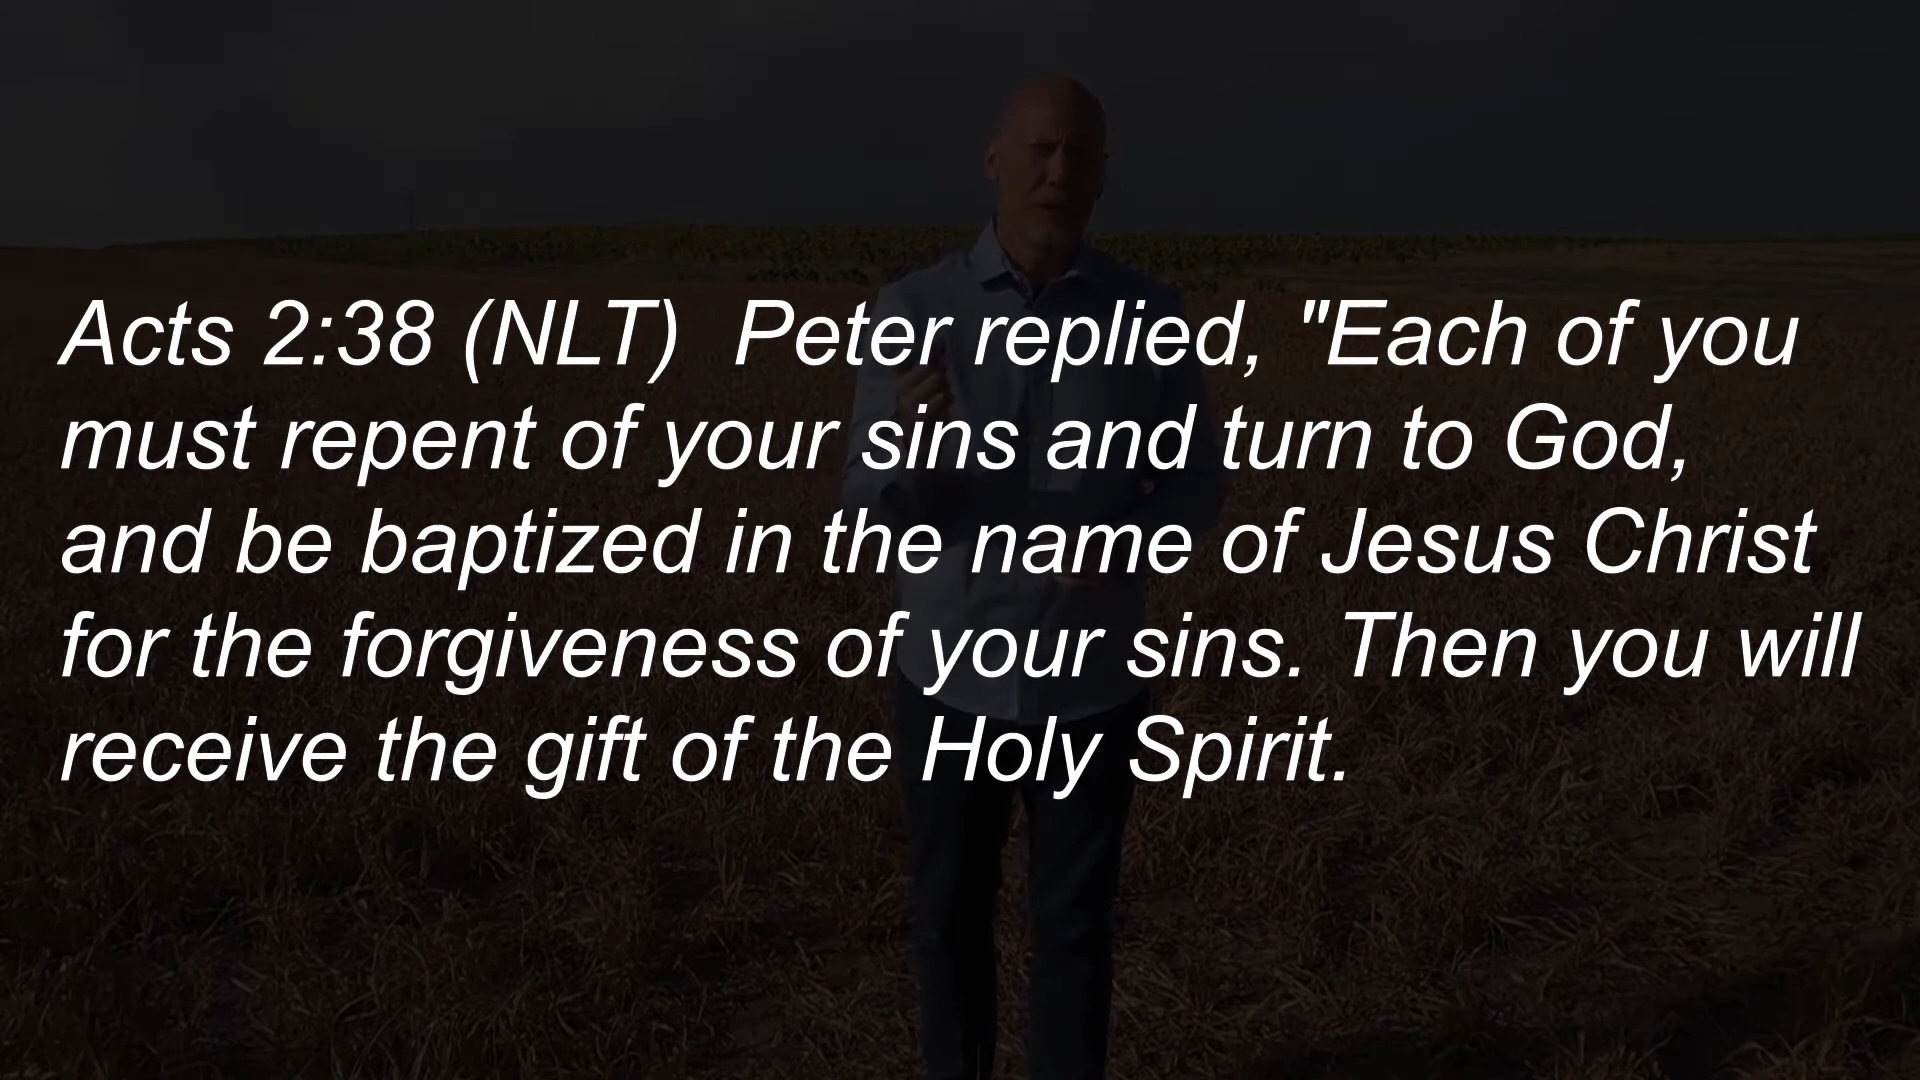 Acts 2:38 (NLT)  Peter replied, "Each of you
must repent of your sins and turn to God,
and be baptized in the name of Jesus Christ
for the forgiveness of your sins. Then you will
receive the gift of the Holy Spirit.